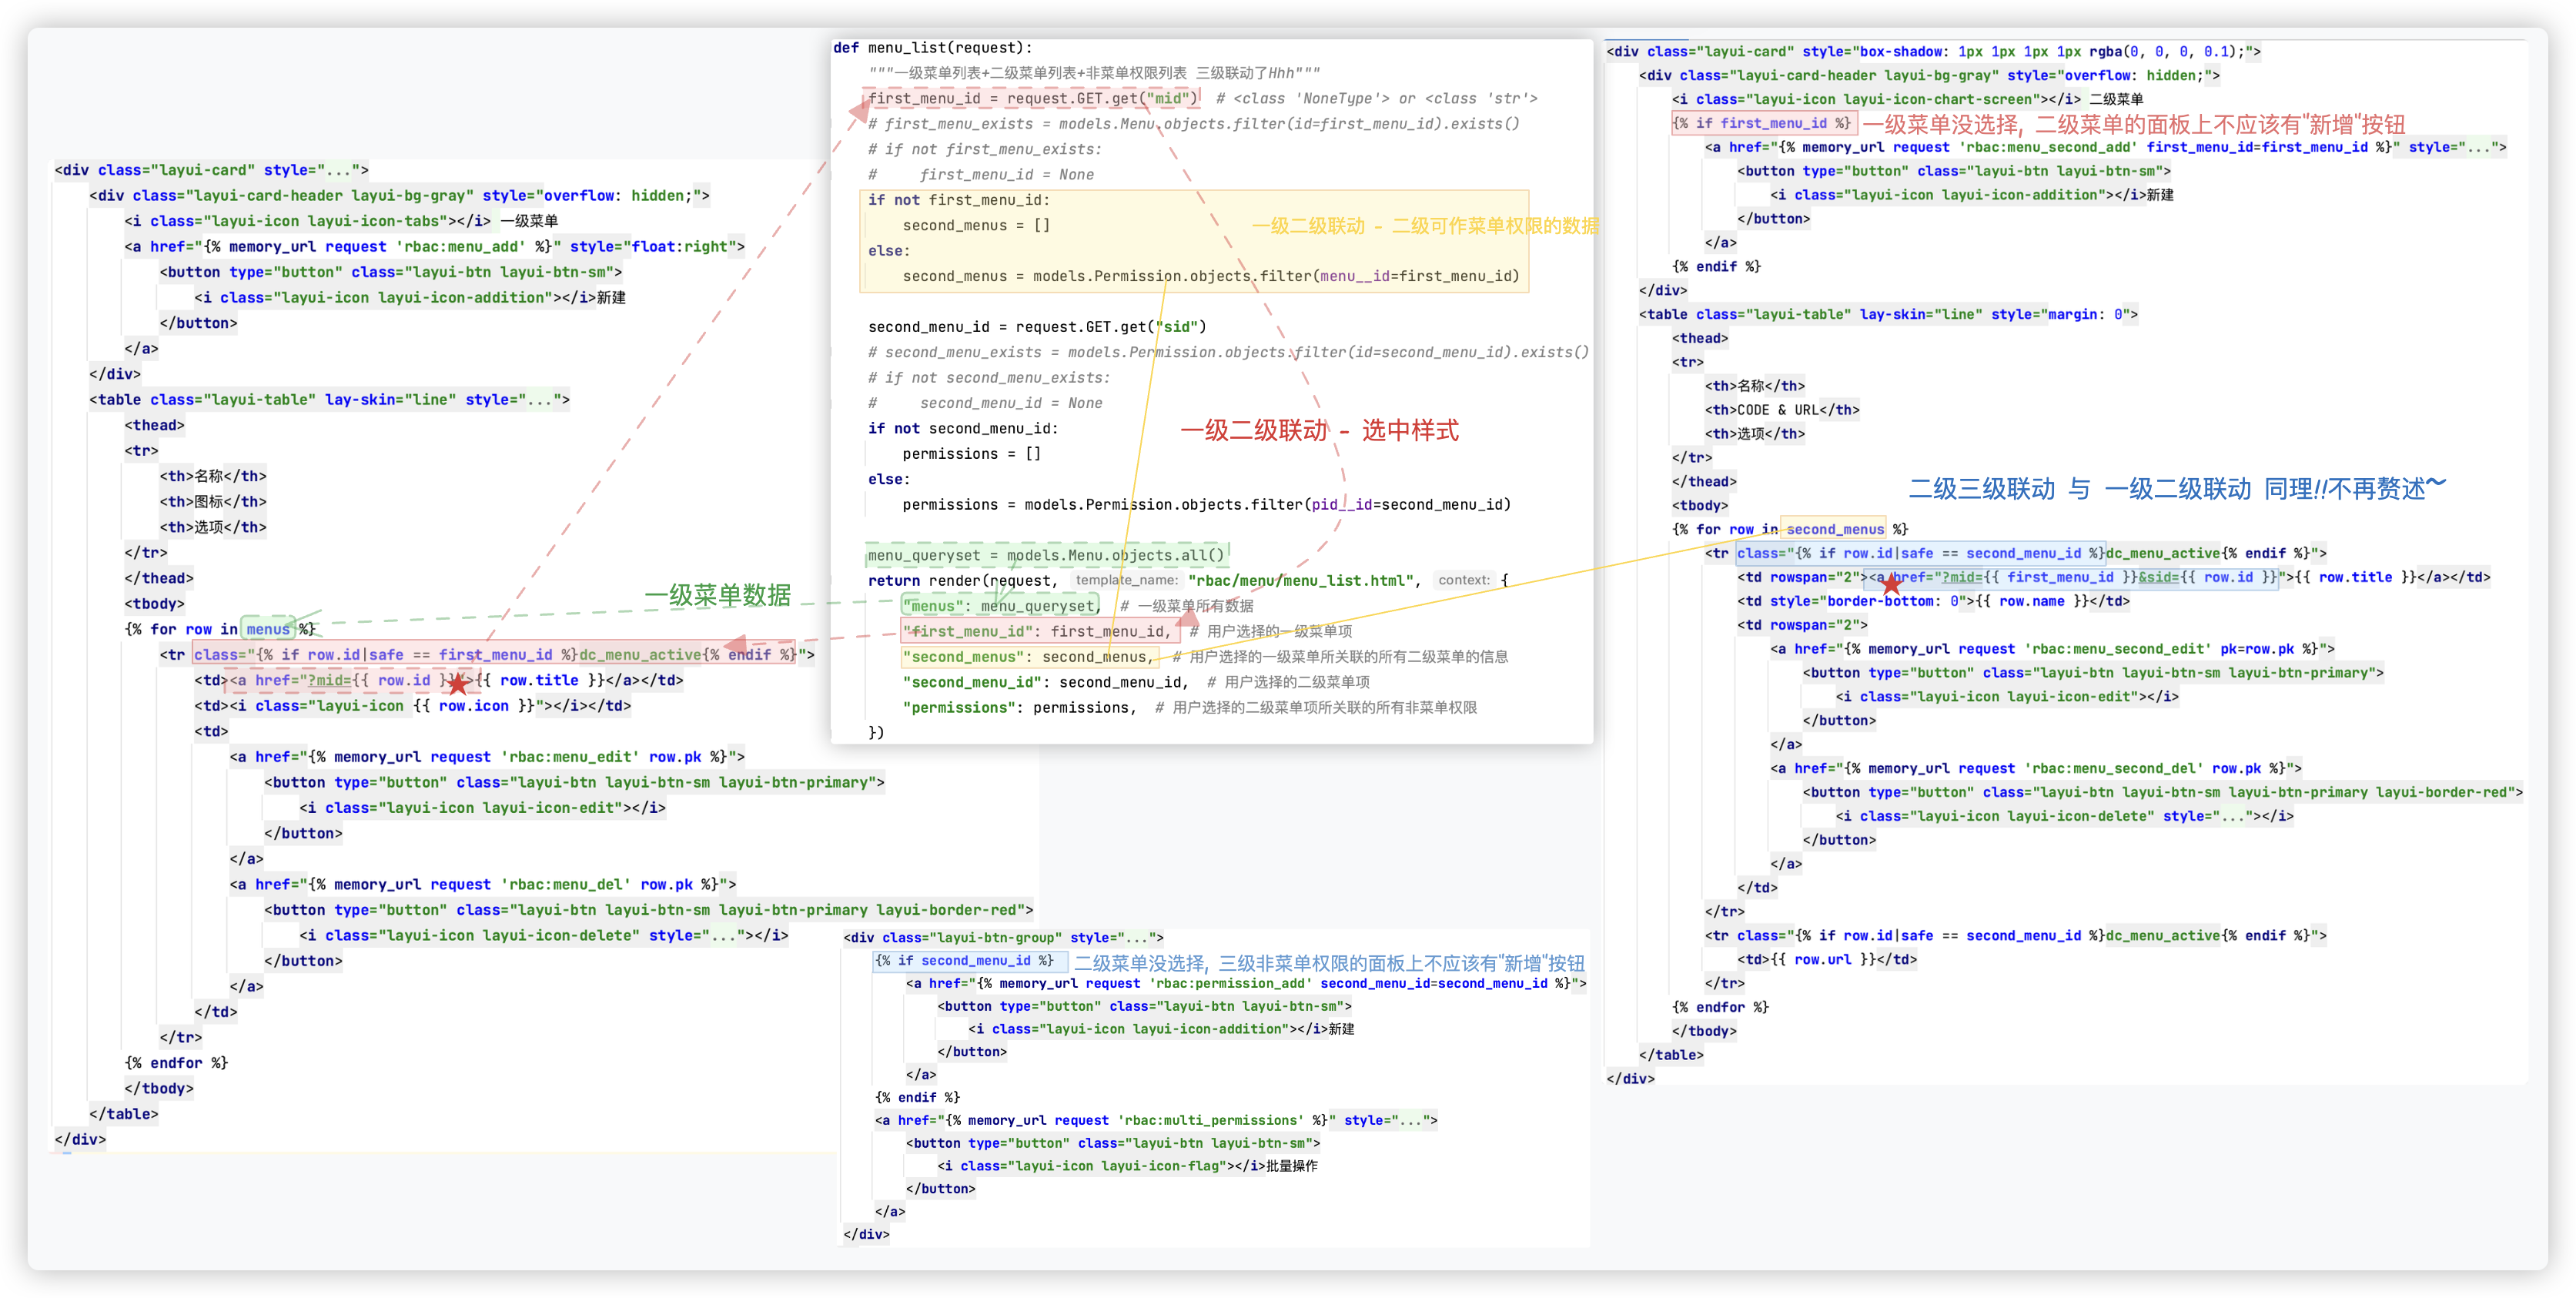 <div class="layui-card" style="...">
<div class="layui-card-header layui-bg-gray" style="overflow: hidden;">
<i class="layui-icon layui-icon-tabs"></i> 一级菜单
<a href="{% memory_url request 'rbac:menu_add' %}" style="float:right">
<button type="button" class="layui-btn layui-btn-sm">
<i class="layui-icon layui-icon-addition"></i>新建
</button>
</a>
</div>
<table class="layui-table" lay-skin="line" style="...">
<thead>
<tr>
<th>名称</th>
<th>图标</th>
<th>选项</th>
</tr>
</thead>
<tbody>
{% for row in menus %}
<tr class="{% if row.id|safe == first_menu_id %}dc_menu_active{% endif %}">
<td><a href="?mid={{ row.id }}">{{ row.title }}</a></td>
<td><i class="layui-icon {{ row.icon }}"></i></td>
<td>
<a href="{% memory_url request 'rbac:menu_edit' row.pk %}">
<button type="button" class="layui-btn layui-btn-sm layui-btn-primary">
<i class="layui-icon layui-icon-edit"></i>
</button>
</a>
<a href="{% memory_url request 'rbac:menu_del' row.pk %}">
<button type="button" class="layui-btn layui-btn-sm layui-btn-primary layui-border-red">
<i class="layui-icon layui-icon-delete" style="..."></i>
</button>
</a>
</td>
</tr>
{% endfor %}
</tbody>
</table>
</div>
一级菜单数据
def menu_list(request):
"""一级菜单列表+二级菜单列表+非菜单权限列表 三级联动了Hhh"""
first_menu_id = request.GET.get("mid") # <class 'NoneType'> or <class 'str'>
# first_menu_exists = models.Menu.objects.filter(id=first_menu_id).exists()
# if not first_menu_exists:
#     first_menu_id = None
if not first_menu_id:
second_menus = []
一级二级联动 - 二级可作菜单权限的数据
else:
second_menus = models.Permission.objects.filter(menu__id=first_menu_id)
second_menu_id = request.GET.get("sid")
# second_menu_exists = models.Permission.objects.filter(id=second_menu_id).exists()
# if not second_menu_exists:
#     second_menu_id = None
if not second_menu_id:
一级二级联动 - 选中样式
permissions = []
else:
permissions = models.Permission.objects.filter(pid__id=second_menu_id)
menu_queryset = models.Menu.objects.all()
return render(request, template_name: "rbac/menu/menu_list.html", context: {
"menus": menu_queryset, # 一级菜单所有数据
"first_menu_id": first_menu_id, # 用户选择的一级菜单项
"second_menus": second_menus, # 用户选择的一级菜单所关联的所有二级菜单的信息
"second_menu_id": second_menu_id, # 用户选择的二级菜单项
"permissions": permissions, # 用户选择的二级菜单项所关联的所有非菜单权限
})
<div class="layui-btn-group" style="...">
{% if second_menu_id %} 二级菜单没选择, 三级非菜单权限的面板上不应该有"新增"按钮
<a href="{% memory_url request 'rbac:permission_add' second_menu_id=second_menu_id %}">
<button type="button" class="layui-btn layui-btn-sm">
<i class="layui-icon layui-icon-addition"></i>新建
</button>
</a>
{% endif %}
<a href="{% memory_url request 'rbac:multi_permissions' %}" style="...">
<button type="button" class="layui-btn layui-btn-sm">
<i class="layui-icon layui-icon-flag"></i>批量操作
</button>
</a>
</div>
<div class="layui-card" style="box-shadow: 1px 1px 1px 1px rgba(0, 0, 0, 0.1);">
<div class="layui-card-header layui-bg-gray" style="overflow: hidden;">
<i class="layui-icon layui-icon-chart-screen"></i> 二级菜单
{% if first_menu_id %} 一级菜单没选择, 二级菜单的面板上不应该有"新增"按钮
<a href="{% memory_url request 'rbac:menu_second_add' first_menu_id=first_menu_id %}" style="...">
<button type="button" class="layui-btn layui-btn-sm">
<i class="layui-icon layui-icon-addition"></i>新建
</button>
</a>
{% endif %}
</div>
<table class="layui-table" lay-skin="line" style="margin: 0">
<thead>
<tr>
<th>名称</th>
<th>CODE & URL</th>
<th>选项</th>
</tr>
</thead>
二级三级联动 与 一级二级联动 同理!!不再赘述~
<tbody>
{% for row in second_menus %}
<tr class="{% if row.id|safe == second_menu_id %}dc_menu_active{% endif %}">
<td rowspan="2"><a href="?mid={{ first_menu_id }}&sid={{ row.id }}">{{ row.title }}</a></td>
<td style="border-bottom: 0">{{ row.name }}</td>
<td rowspan="2">
<a href="{% memory_url request 'rbac:menu_second_edit' pk=row.pk %}">
<button type="button" class="layui-btn layui-btn-sm layui-btn-primary">
<i class="layui-icon layui-icon-edit"></i>
</button>
</a>
<a href="{% memory_url request 'rbac:menu_second_del' row.pk %}">
<button type="button" class="layui-btn layui-btn-sm layui-btn-primary layui-border-red">
<i class="layui-icon layui-icon-delete" style="..."></i>
</button>
</a>
</td>
</tr>
<tr class="{% if row.id|safe == second_menu_id %}dc_menu_active{% endif %}">
<td>{{ row.url }}</td>
</tr>
{% endfor %}
</tbody>
</table>
</div>